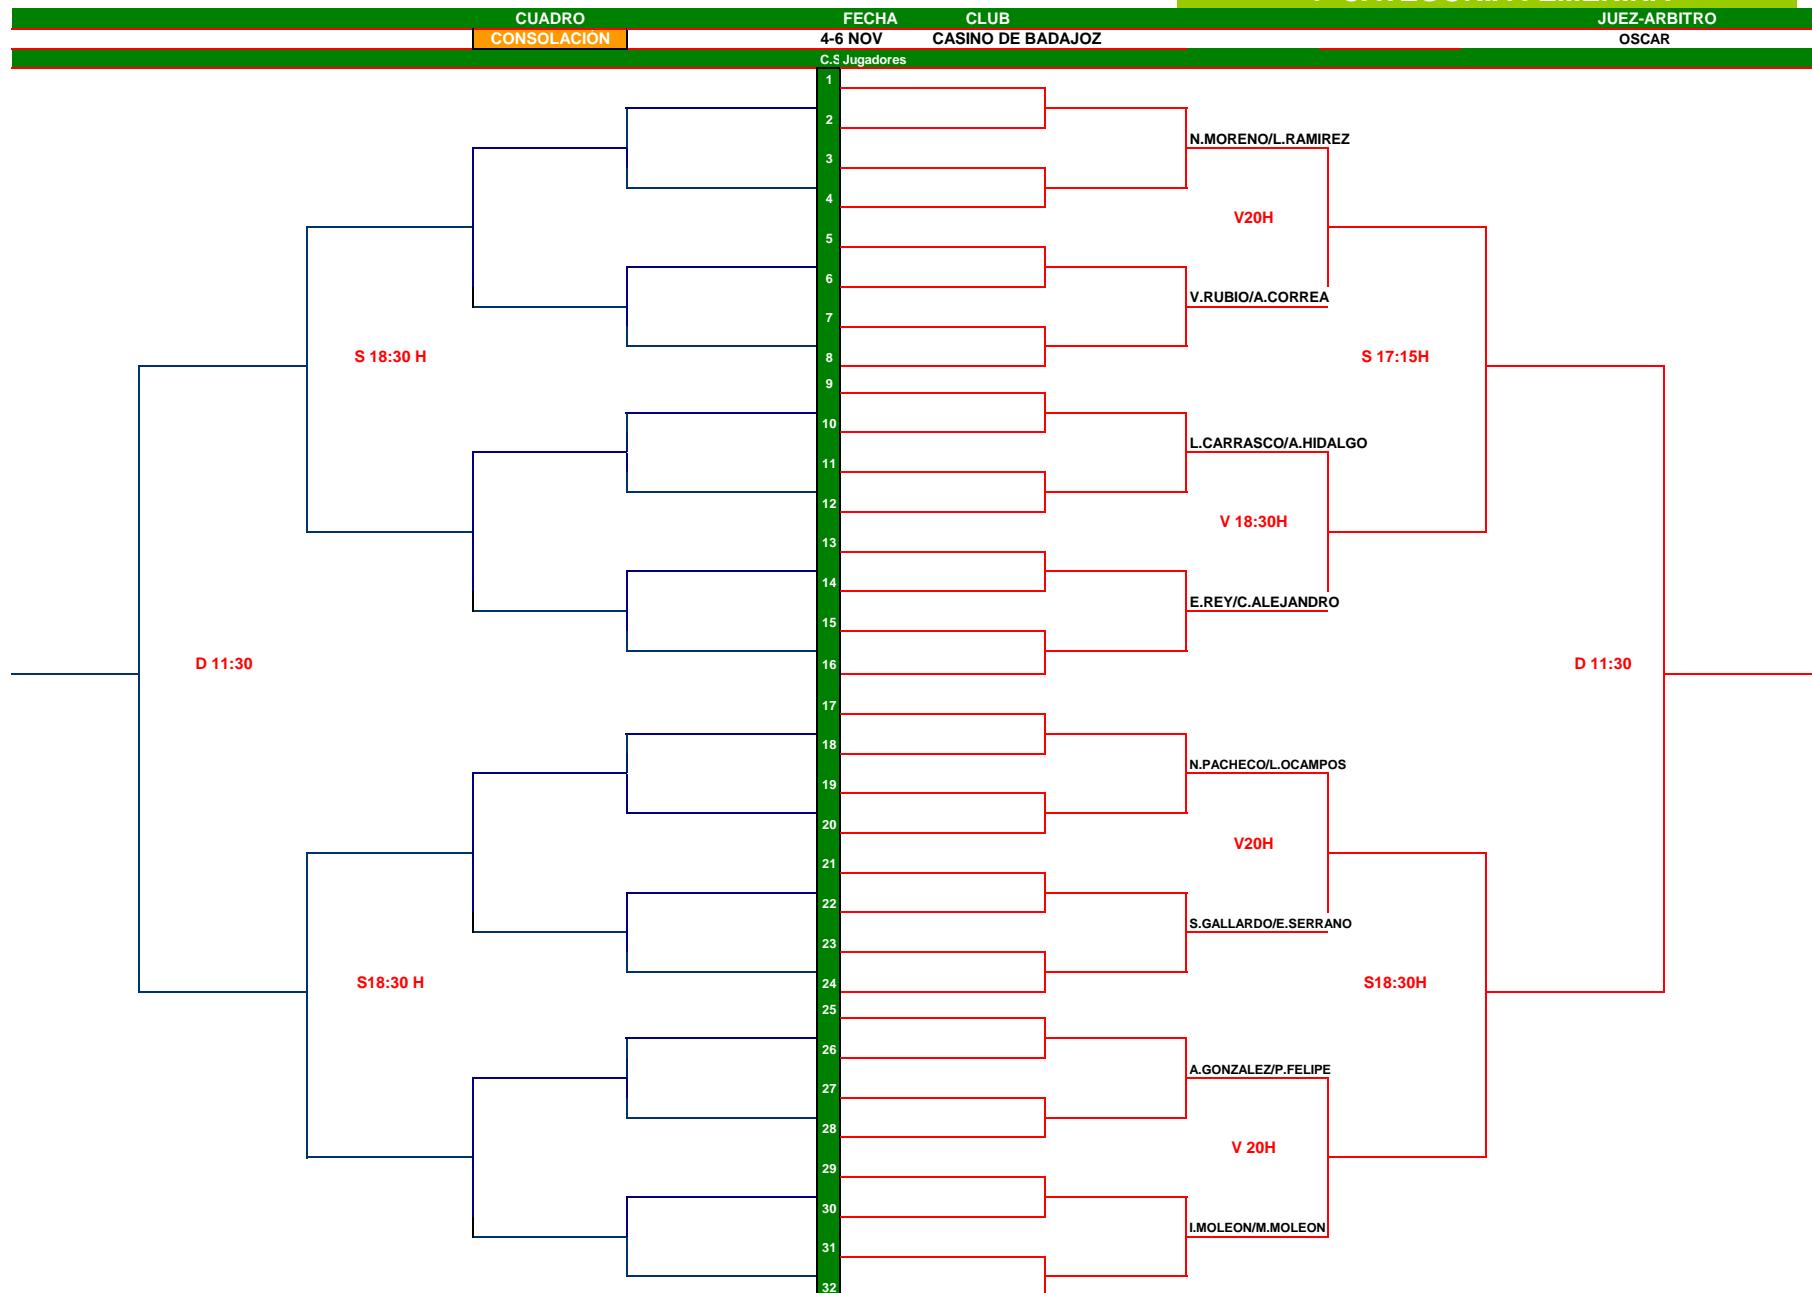 CUADRO FECHA CLUB JUEZ-ARBITRO
CONSOLACIÓN 4-6 NOV CASINO DE BADAJOZ OSCAR
C.S Jugadores
1
2
N.MORENO/L.RAMIREZ
3
4
V20H
5
6
V.RUBIO/A.CORREA
7
S 18:30 H 8 S 17:15H
9
10
L.CARRASCO/A.HIDALGO
11
12
V 18:30H
13
14
E.REY/C.ALEJANDRO
15
D 11:30 16 D 11:30
17
18
N.PACHECO/L.OCAMPOS
19
20
V20H
21
22
S.GALLARDO/E.SERRANO
23
S18:30 H 24 S18:30H
25
26
A.GONZALEZ/P.FELIPE
27
28
V 20H
29
30
I.MOLEON/M.MOLEON
31
32